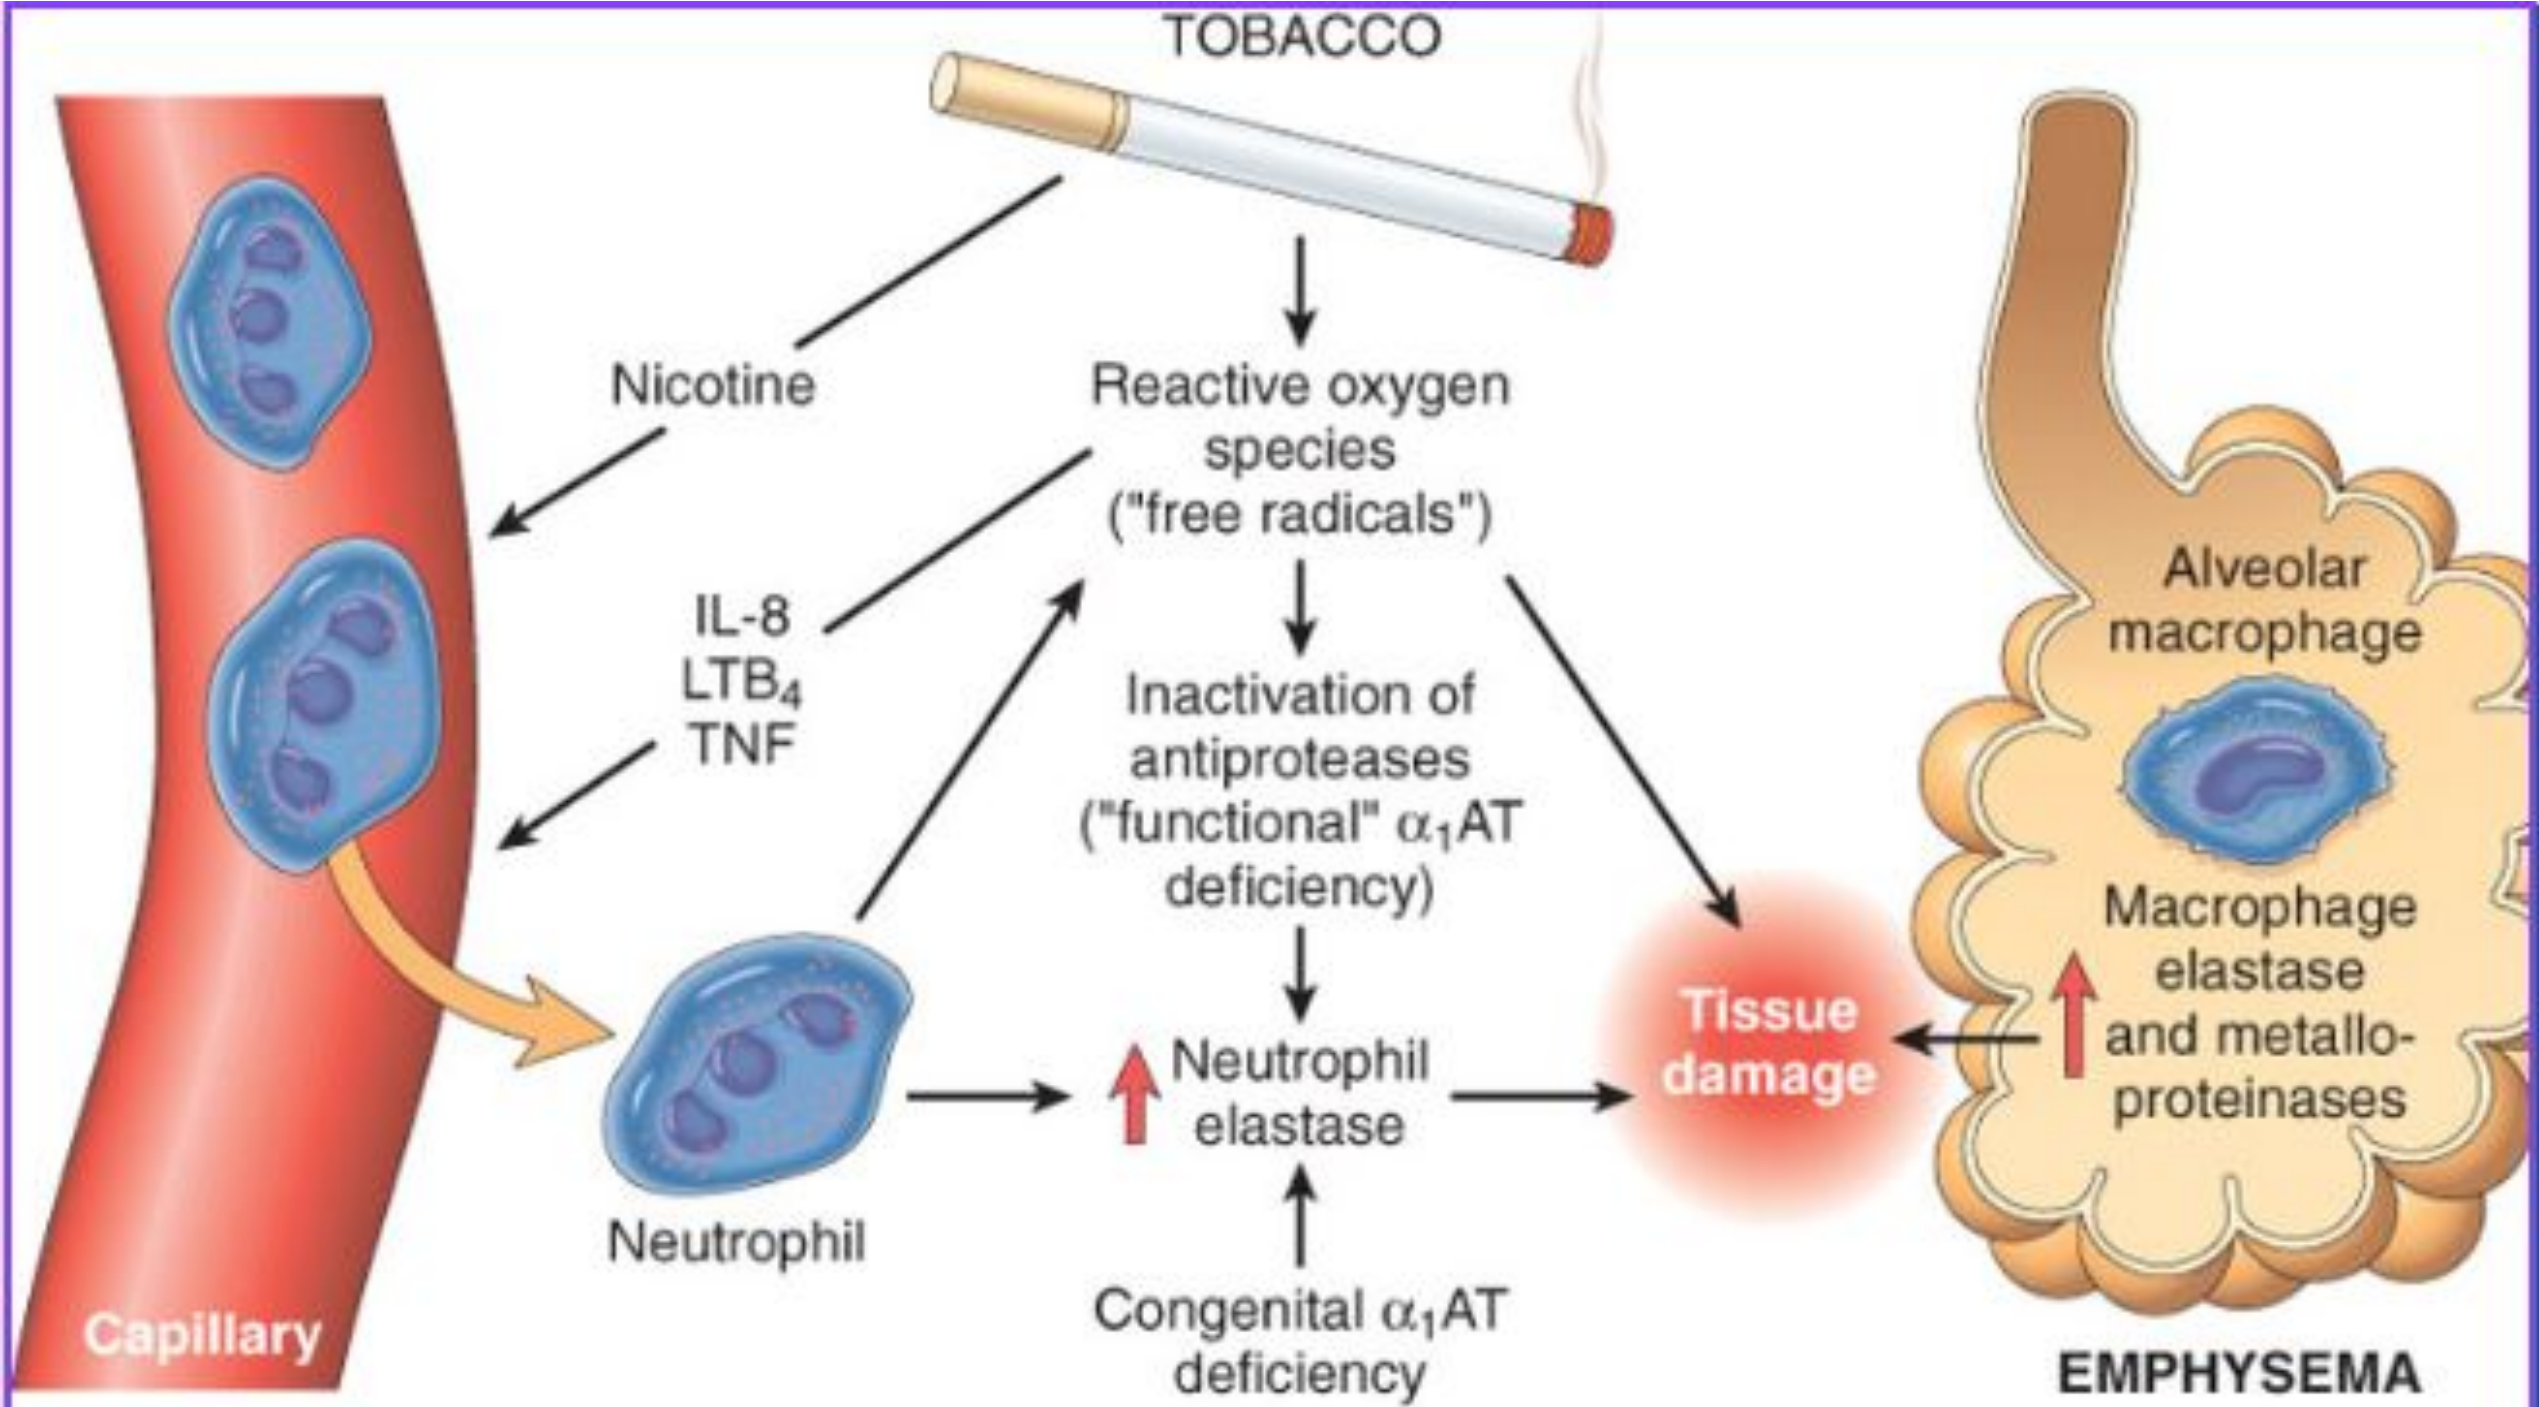 TOBACCO
Nicotine
Reactive oxygen
species
("free radicals")
IL-8
LTB₄
TNF
Inactivation of
antiproteases
("functional" α₁AT
deficiency)
Neutrophil
elastase
Neutrophil
Congenital α₁AT
deficiency
Capillary
Tissue
damage
Alveolar
macrophage
Macrophage
elastase
and metallo-
proteinases
EMPHYSEMA